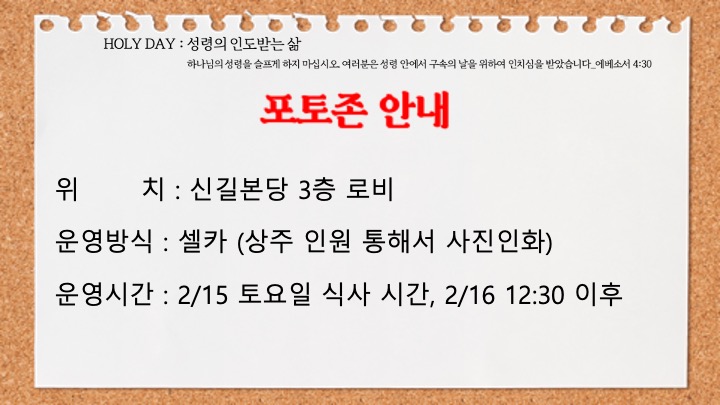 HOLY DAY : 성령의 인도받는 삶
하나님의 성령을 슬프게 하지 마십시오. 여러분은 성령 안에서 구속의 날을 위하여 인치심을 받았습니다_에베소서 4:30
포토존 안내
위 치 : 신길본당 3층 로비
운영방식 : 셀카 (상주 인원 통해서 사진인화)
운영시간 : 2/15 토요일 식사 시간, 2/16 12:30 이후